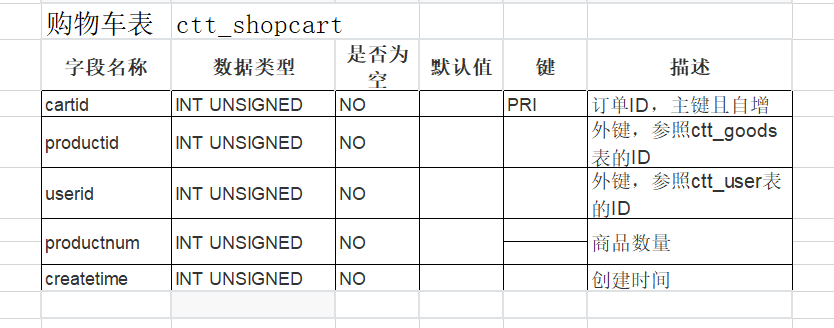 购物车表 ctt_shopcart
字段名称 数据类型 是否为空 默认值 键 描述
cartid INT UNSIGNED NO PRI 订单ID，主键且自增
productid INT UNSIGNED NO 外键，参照ctt_goods表的ID
userid INT UNSIGNED NO 外键，参照ctt_user表的ID
productnum INT UNSIGNED NO 商品数量
createtime INT UNSIGNED NO 创建时间